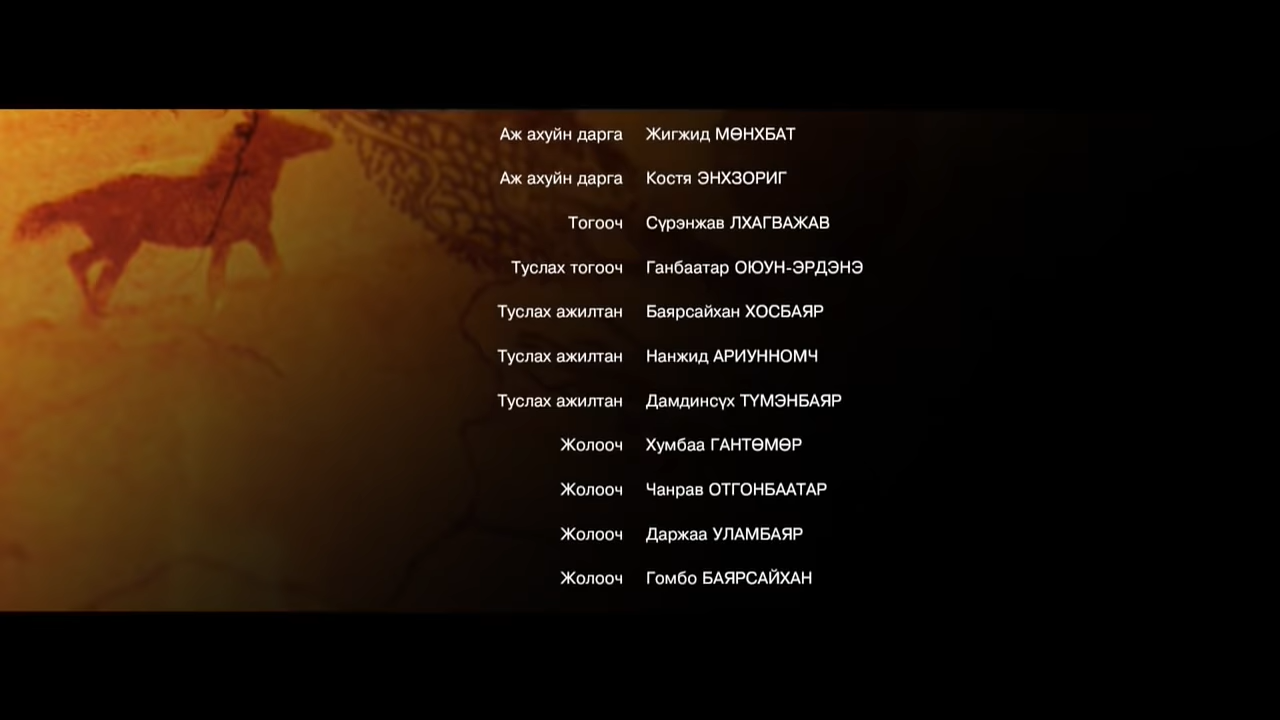 Аж ахуйн дарга Жигжид МӨНХБАТ
Аж ахуйн дарга Костя ЭНХЗОРИГ
Тогооч Сүрэнжав ЛХАГВАЖАВ
Туслах тогооч Ганбаатар ОЮУН-ЭРДЭНЭ
Туслах ажилтан Баярсайхан ХОСБАЯР
Туслах ажилтан Нанжид АРИУННОМЧ
Туслах ажилтан Дамдинсүх ТҮМЭНБАЯР
Жолооч Хумбаа ГАНТӨМӨР
Жолооч Чанрав ОТГОНБААТАР
Жолооч Даржаа УЛАМБАЯР
Жолооч Гомбо БАЯРСАЙХАН